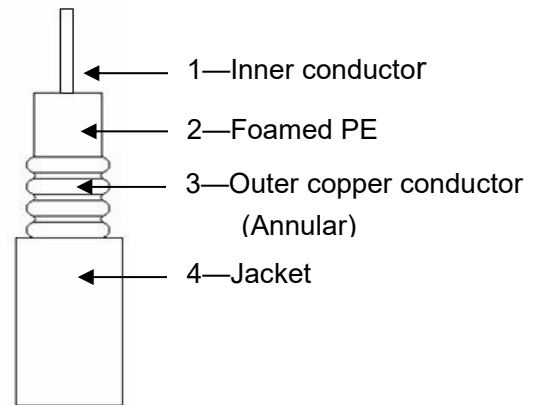 1—Inner conductor
2—Foamed PE
3—Outer copper conductor
(Annular)
4—Jacket